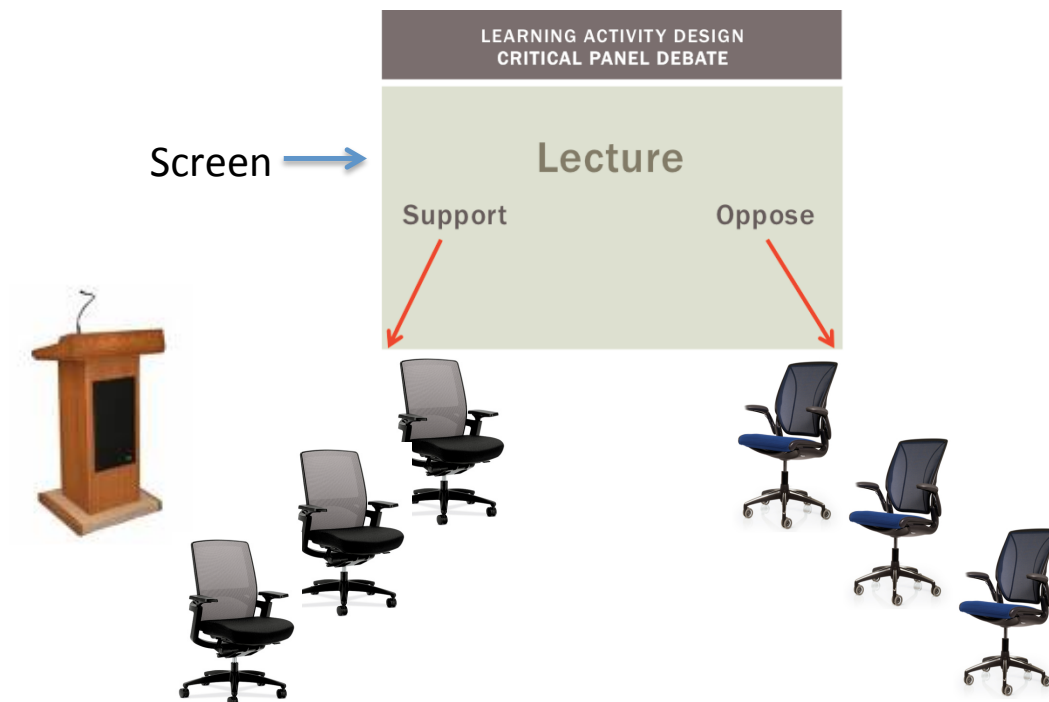 LEARNING ACTIVITY DESIGN
CRITICAL PANEL DEBATE
Screen
Lecture
Support
Oppose